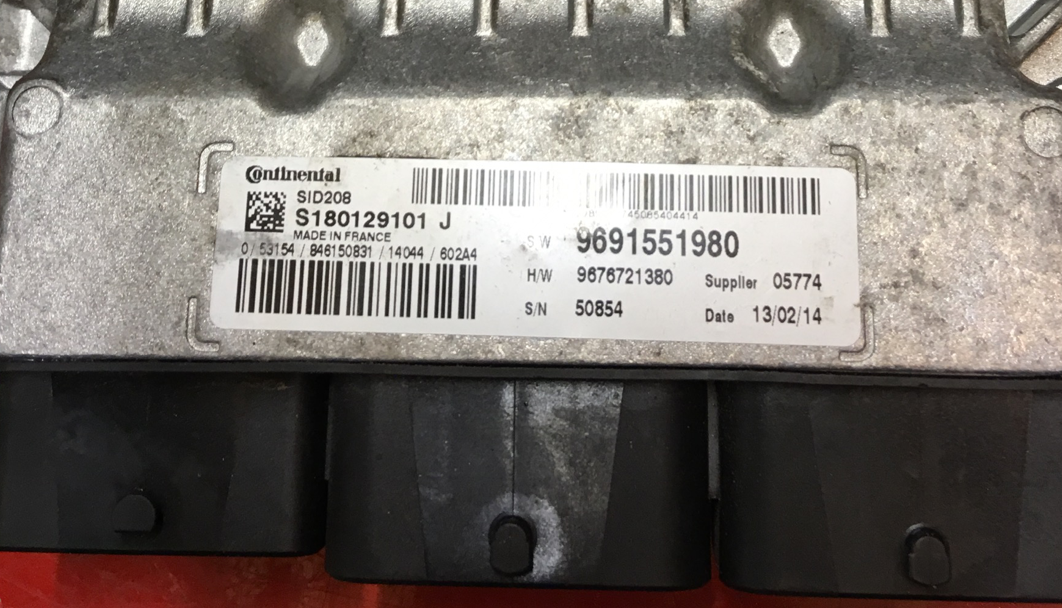 Continental
SID208
S180129101 J
MADE IN FRANCE
0/ 53154 / 846150831 / 14044 / 602A4
S/W 9691551980
H/W 9676721380 Supplier 05774
S/N 50854 Date 13/02/14